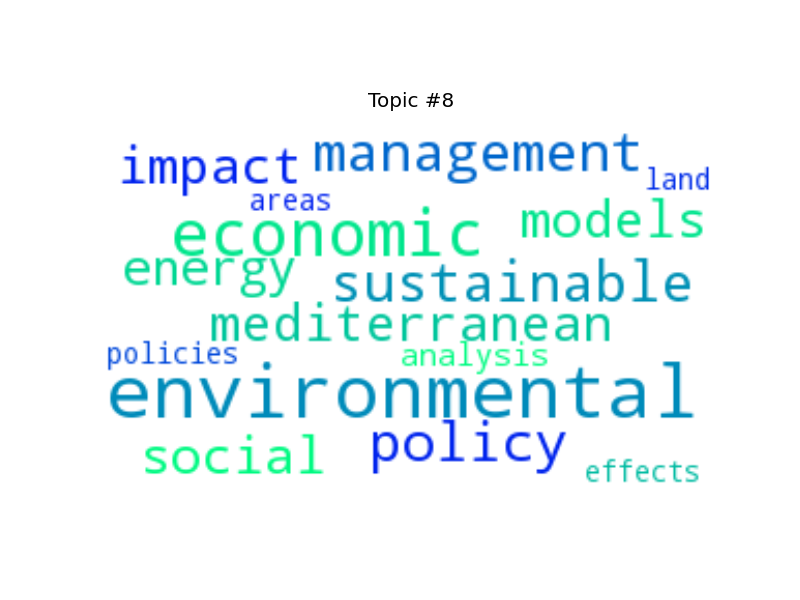 Topic #8
impact management
land
areas
economic models
energy sustainable
mediterranean
policies analysis
environmental
social policy
effects